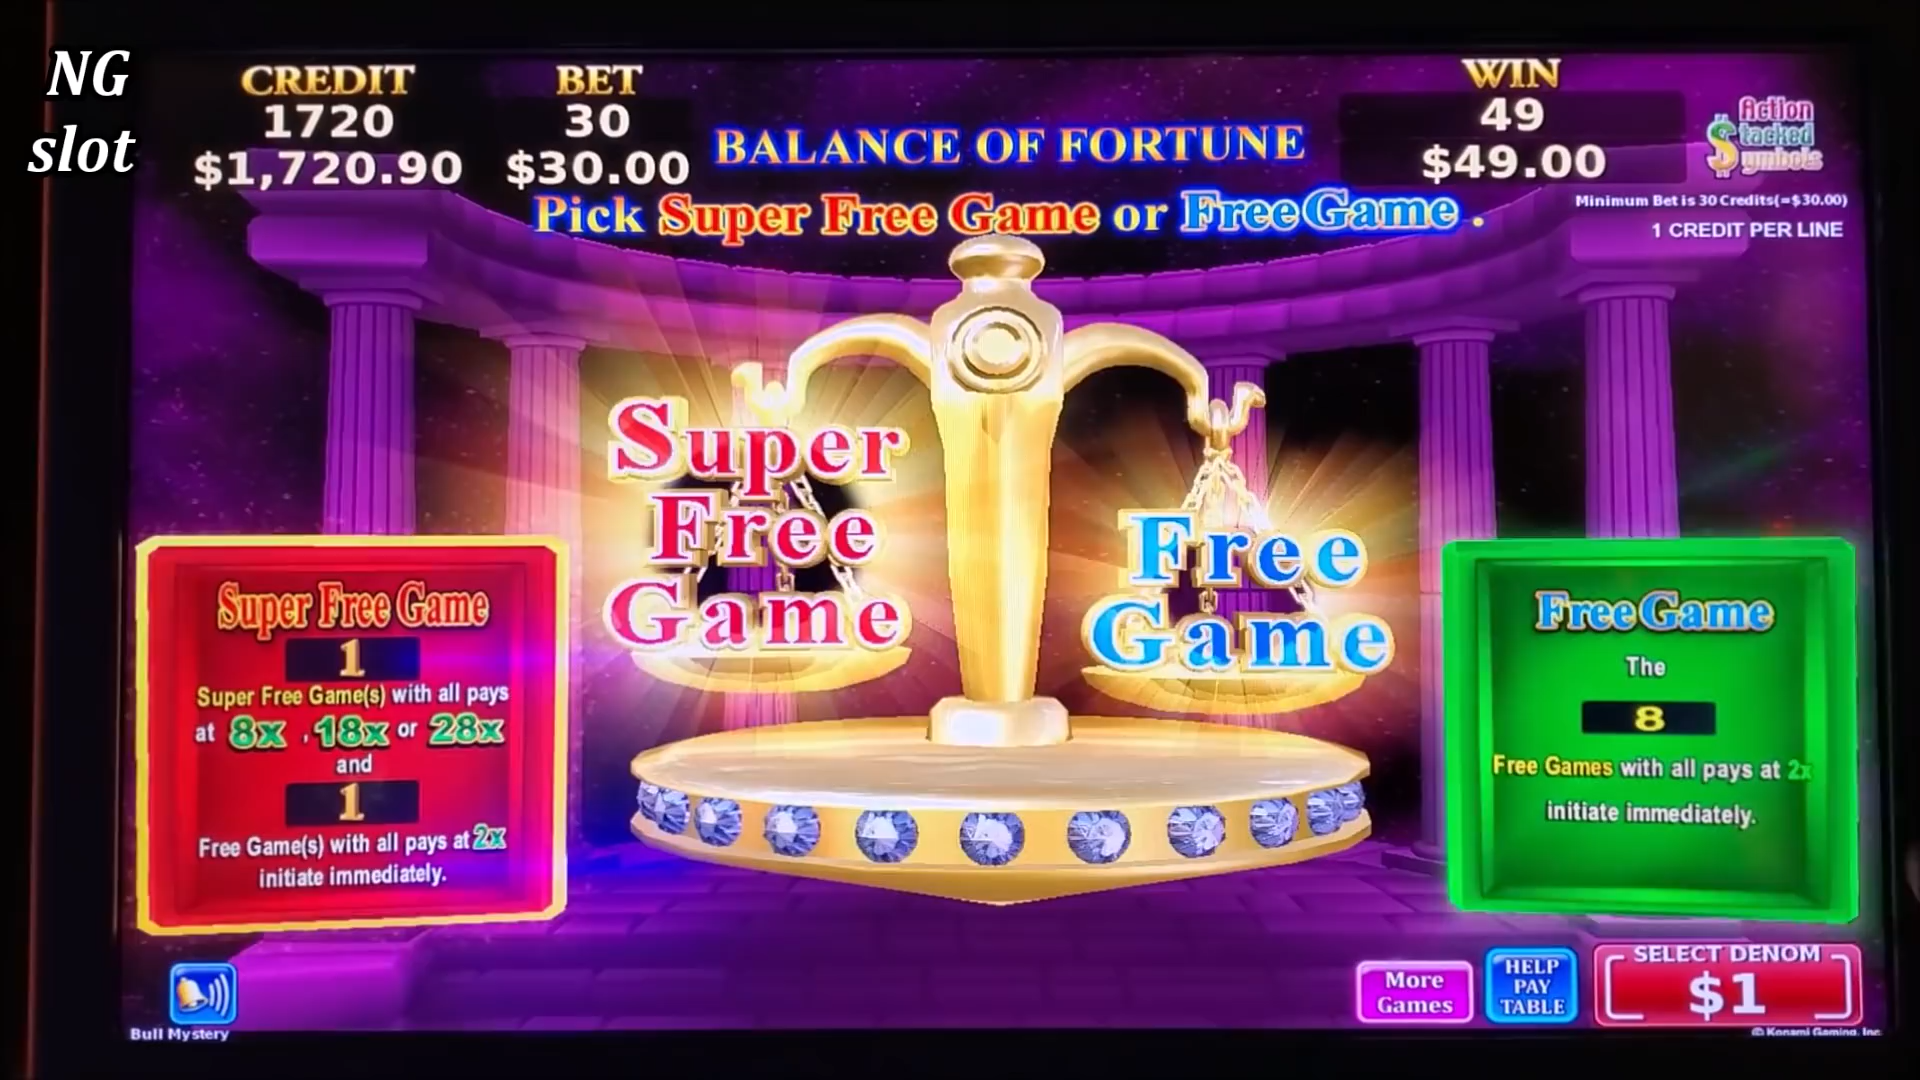 NG
slot
CREDIT
1720
$1,720.90
BET
30
$30.00
WIN
49
$49.00
BALANCE OF FORTUNE
Pick Super Free Game or Free Game .
Action
$tacked
$ymbols
Minimum Bet is 30 Credits(=$30.00)
1 CREDIT PER LINE
Super
Free
Game
Free
Game
Super Free Game
1
Super Free Game(s) with all pays
at 8x , 18x or 28x
and
1
Free Game(s) with all pays at 2x
initiate immediately.
Free Game
The
8
Free Games with all pays at 2x
initiate immediately.
Bull Mystery
More
Games
HELP
PAY
TABLE
SELECT DENOM
$1
© Konami Gaming, Inc